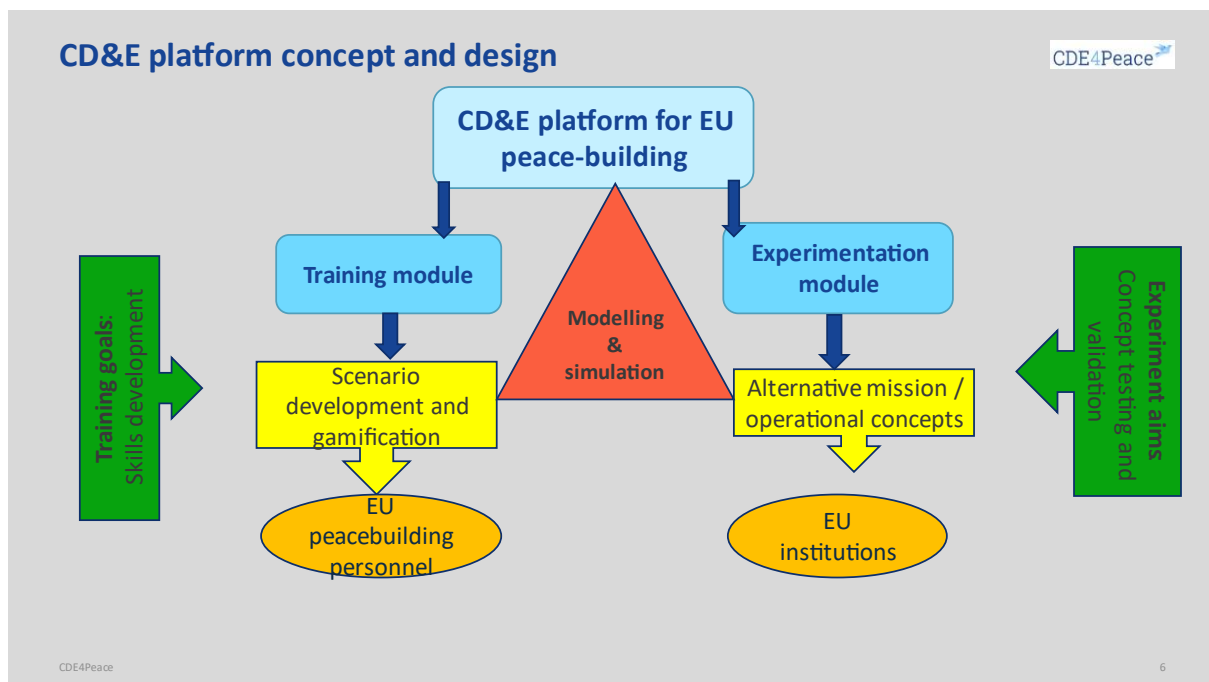 CD&E platform concept and design
CDE4Peace
CD&E platform for EU
peace-building
Training module
Experimentation
module
Modelling
&
simulation
Training goals:
Skills development
Experiment aims:
Concept testing and
validation
Scenario
development and
gamification
Alternative mission /
operational concepts
EU
peacebuilding
personnel
EU
institutions
CDE4Peace
6